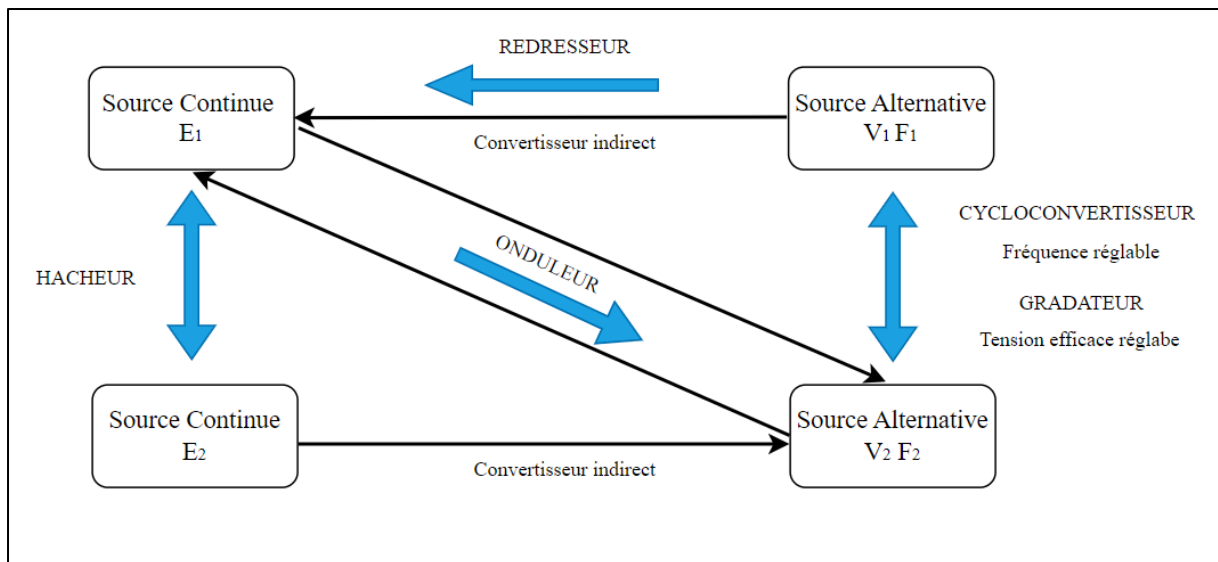 REDRESSEUR
Source Continue
E1
Source Alternative
V1 F1
Convertisseur indirect
HACHEUR
ONDULEUR
CYCLOCONVERTISSEUR
Fréquence réglable
GRADATEUR
Tension efficace réglabe
Source Continue
E2
Source Alternative
V2 F2
Convertisseur indirect